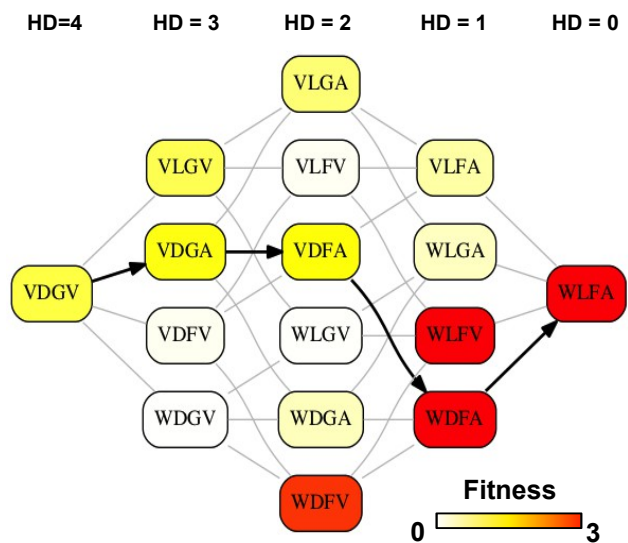 HD=4 HD = 3 HD = 2 HD = 1 HD = 0
VLGA
VLGV VLFV VLFA
VDGA VDFA WLGA
VDGV WLFA
VDFV WLGV WLFV
WDGV WDGA WDFA
WDFV
Fitness
0 3